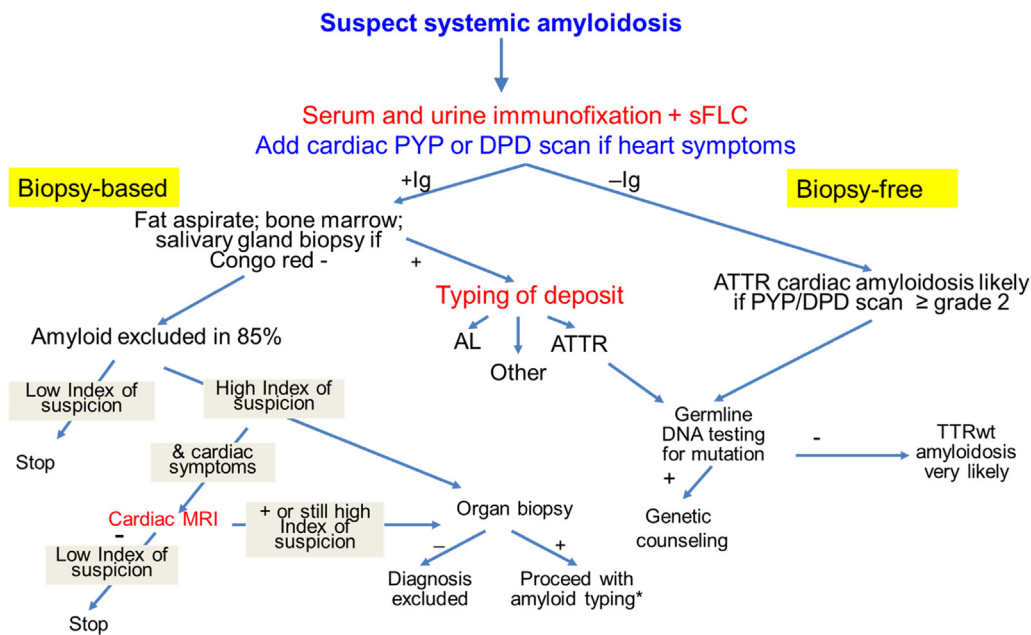 Suspect systemic amyloidosis
Serum and urine immunofixation + sFLC
Add cardiac PYP or DPD scan if heart symptoms
+Ig
–Ig
Biopsy-based
Biopsy-free
Fat aspirate; bone marrow;
salivary gland biopsy if
Congo red -
+
Typing of deposit
ATTR cardiac amyloidosis likely
if PYP/DPD scan ≥ grade 2
Amyloid excluded in 85%
AL
Other
ATTR
Low Index of
suspicion
High Index of
suspicion
Stop
Germline
DNA testing
for mutation
-
TTRwt
amyloidosis
very likely
& cardiac
symptoms
+
Genetic
counseling
Cardiac MRI
+ or still high
Index of
suspicion
Organ biopsy
-
Low Index of
suspicion
Stop
–
Diagnosis
excluded
+
Proceed with
amyloid typing*